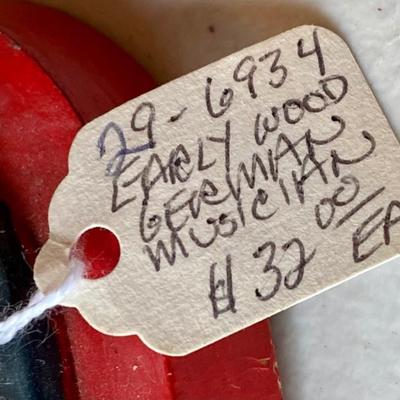 29-6934
EARLY WOOD
GERMAN
MUSICIAN
$32 00 EA